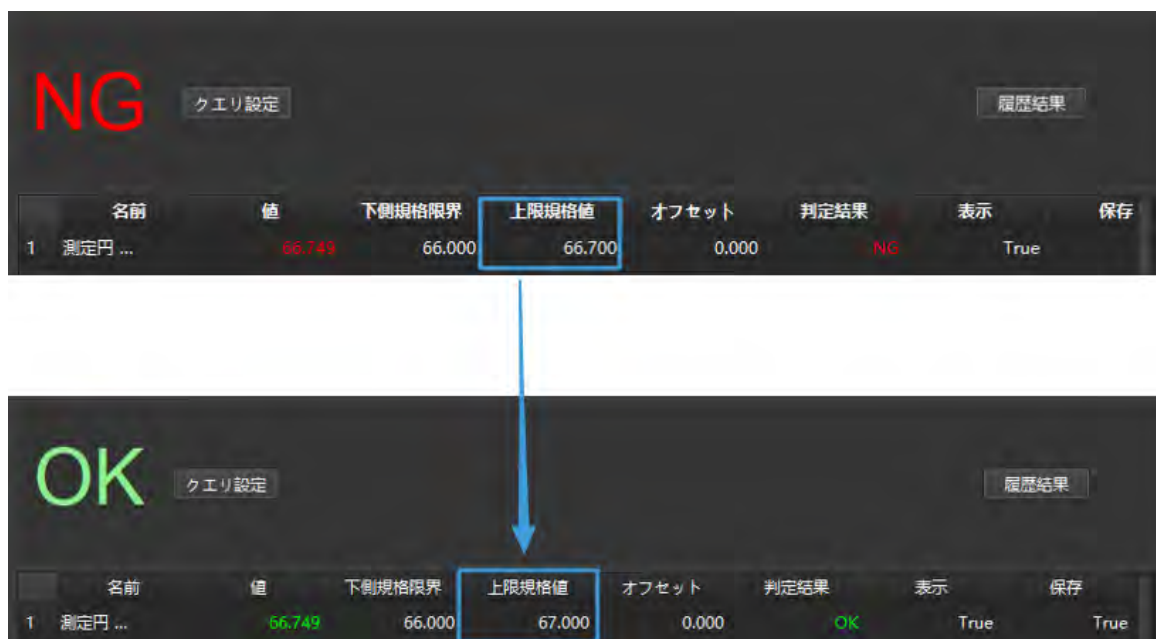 NG クエリ設定 履歴結果
名前 値 下側規格限界 上限規格値 オフセット 判定結果 表示 保存
1 測定円 ... 66.749 66.000 66.700 0.000 NG True
OK クエリ設定 履歴結果
名前 値 下側規格限界 上限規格値 オフセット 判定結果 表示 保存
1 測定円 ... 66.749 66.000 67.000 0.000 OK True True